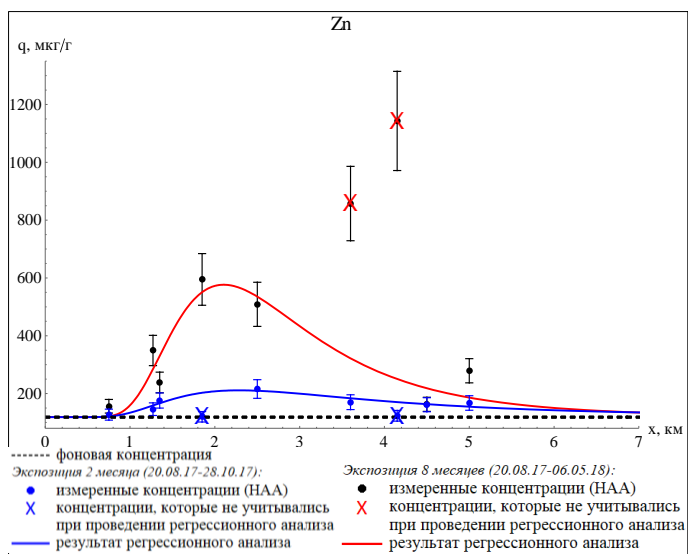 Zn
q, мкг/г
1200
1000
800
600
400
200
0 1 2 3 4 5 6 7
x, км
фоновая концентрация
Экспозиция 2 месяца (20.08.17-28.10.17):
измеренные концентрации (НАА)
концентрации, которые не учитывались
при проведении регрессионного анализа
результат регрессионного анализа
Экспозиция 8 месяцев (20.08.17-06.05.18):
измеренные концентрации (НАА)
концентрации, которые не учитывались
при проведении регрессионного анализа
результат регрессионного анализа